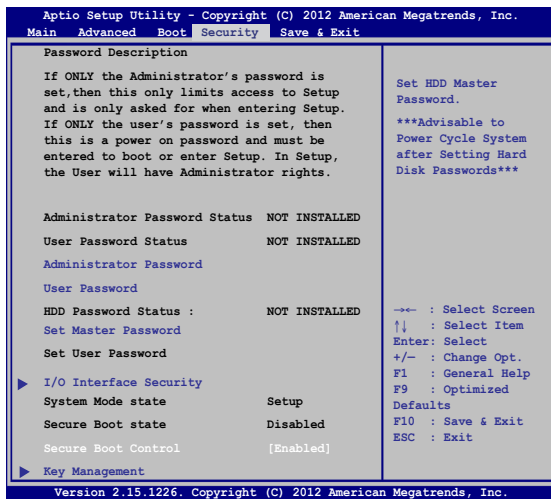 Aptio Setup Utility - Copyright (C) 2012 American Megatrends, Inc.
Main Advanced Boot Security Save & Exit
Password Description
If ONLY the Administrator's password is
set,then this only limits access to Setup
and is only asked for when entering Setup.
If ONLY the user's password is set, then
this is a power on password and must be
entered to boot or enter Setup. In Setup,
the User will have Administrator rights.
Administrator Password Status NOT INSTALLED
User Password Status NOT INSTALLED
Administrator Password
User Password
HDD Password Status : NOT INSTALLED
Set Master Password
Set User Password
I/O Interface Security
System Mode state Setup
Secure Boot state Disabled
Secure Boot Control [Enabled]
Key Management
Set HDD Master
Password.
***Advisable to
Power Cycle System
after Setting Hard
Disk Passwords***
→← : Select Screen
↑↓ : Select Item
Enter: Select
+/— : Change Opt.
F1 : General Help
F9 : Optimized
Defaults
F10 : Save & Exit
ESC : Exit
Version 2.15.1226. Copyright (C) 2012 American Megatrends, Inc.